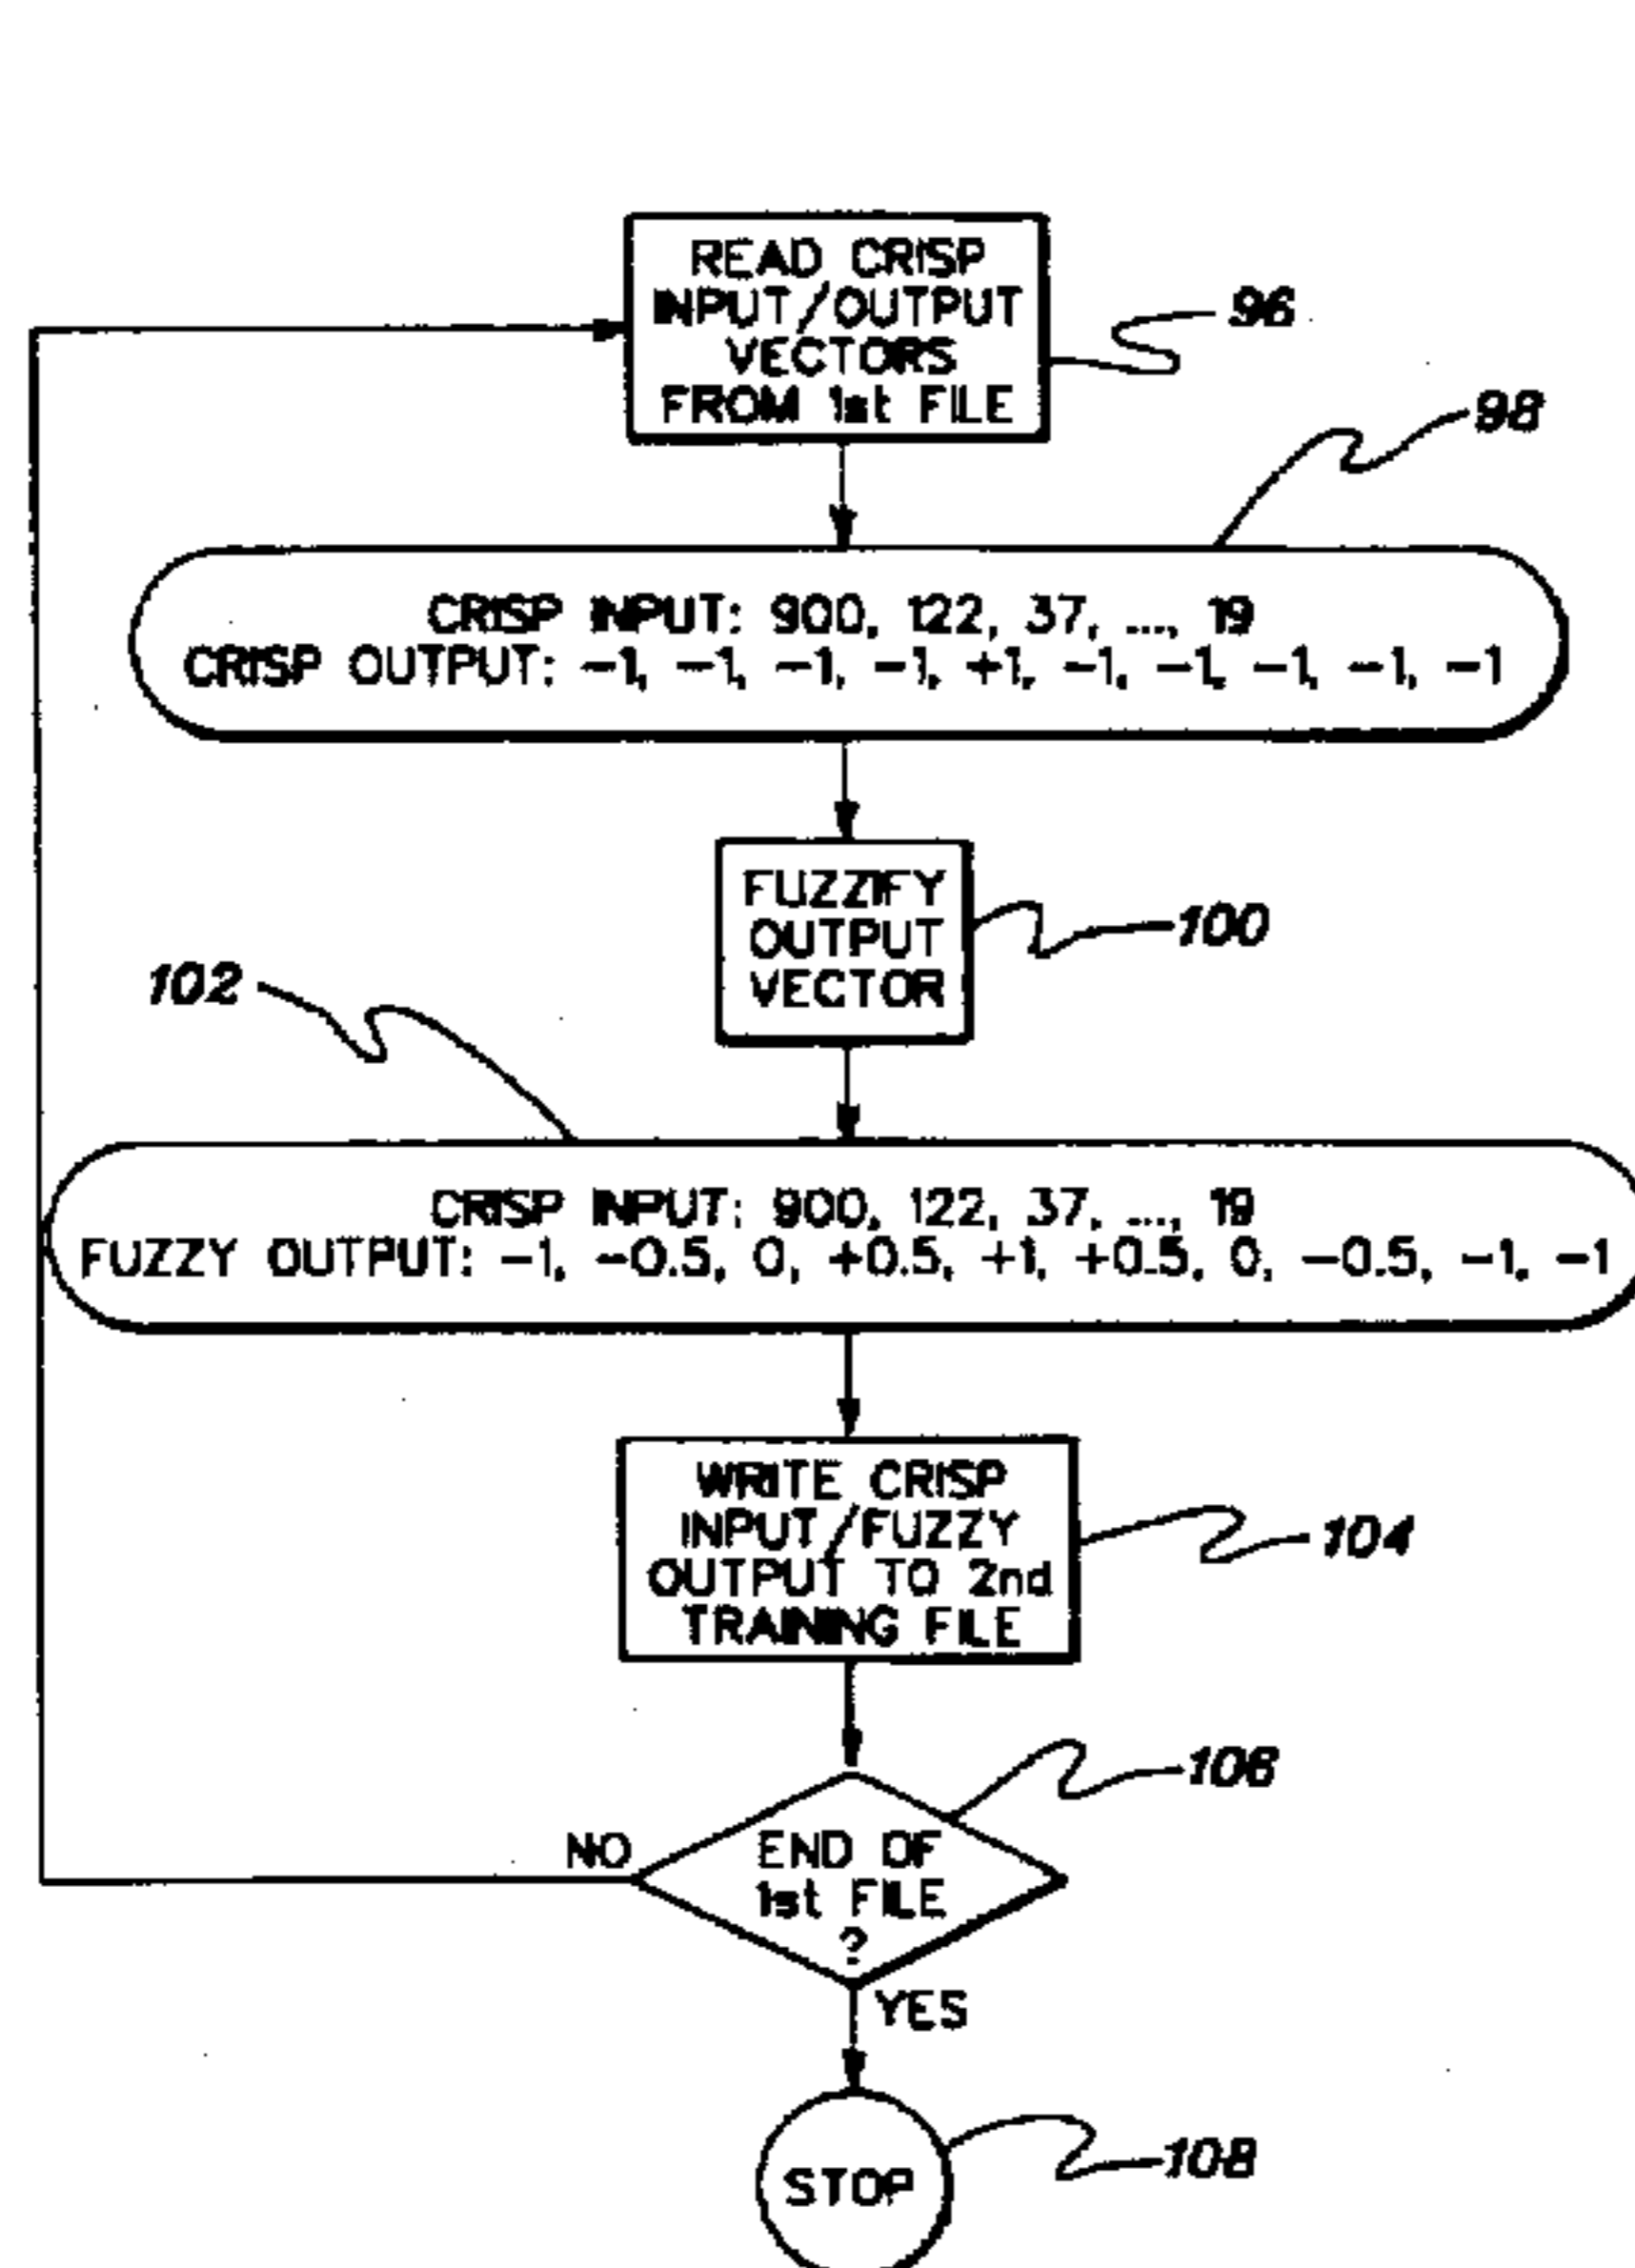 READ CRISP
INPUT/OUTPUT
VECTORS
FROM 1st FILE
96
98
CRISP INPUT: 900, 122, 37, ..., 19
CRISP OUTPUT: -1, -1, -1, -1, +1, -1, -1, -1, -1, -1
FUZZIFY
OUTPUT
VECTOR
100
102
CRISP INPUT: 900, 122, 37, ..., 19
FUZZY OUTPUT: -1, -0.5, 0, +0.5, +1, +0.5, 0, -0.5, -1, -1
WRITE CRISP
INPUT/FUZZY
OUTPUT TO 2nd
TRAINING FILE
104
106
NO
END OF
1st FILE
?
YES
STOP
108